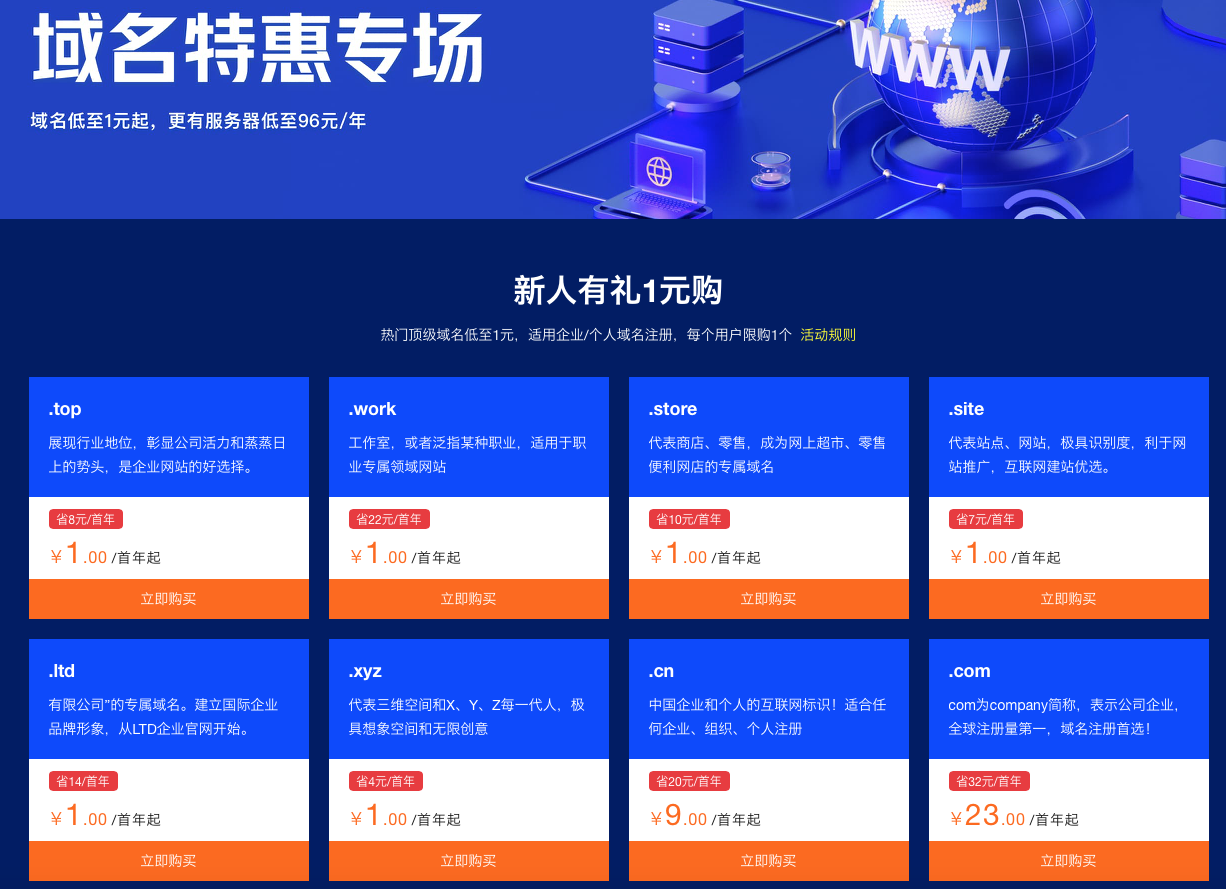 域名特惠专场
域名低至1元起，更有服务器低至96元/年
WWW
新人有礼1元购
热门顶级域名低至1元，适用企业/个人域名注册，每个用户限购1个 活动规则
.top
展现行业地位，彰显公司活力和蒸蒸日
上的势头，是企业网站的好选择。
省8元/首年
￥1.00 /首年起
立即购买
.work
工作室，或者泛指某种职业，适用于职
业专属领域网站
省22元/首年
￥1.00 /首年起
立即购买
.store
代表商店、零售，成为网上超市、零售
便利网店的专属域名
省10元/首年
￥1.00 /首年起
立即购买
.site
代表站点、网站，极具识别度，利于网
站推广，互联网建站优选。
省7元/首年
￥1.00 /首年起
立即购买
.ltd
有限公司”的专属域名。建立国际企业
品牌形象，从LTD企业官网开始。
省14/首年
￥1.00 /首年起
立即购买
.xyz
代表三维空间和X、Y、Z每一代人，极
具想象空间和无限创意
省4元/首年
￥1.00 /首年起
立即购买
.cn
中国企业和个人的互联网标识！适合任
何企业、组织、个人注册
省20元/首年
￥9.00 /首年起
立即购买
.com
com为company简称，表示公司企业，
全球注册量第一，域名注册首选！
省32元/首年
￥23.00 /首年起
立即购买